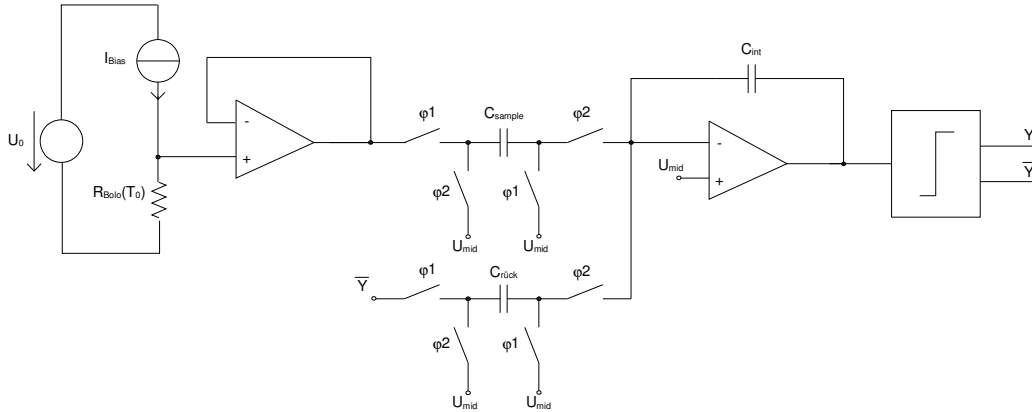 I_Bias
U_0
R_Bolo(T_0)
-
+
φ1
C_sample
φ2
φ2
φ1
U_mid
U_mid
C_int
-
U_mid
+
Y
Y̅
Y̅
φ1
C_rück
φ2
φ2
φ1
U_mid
U_mid